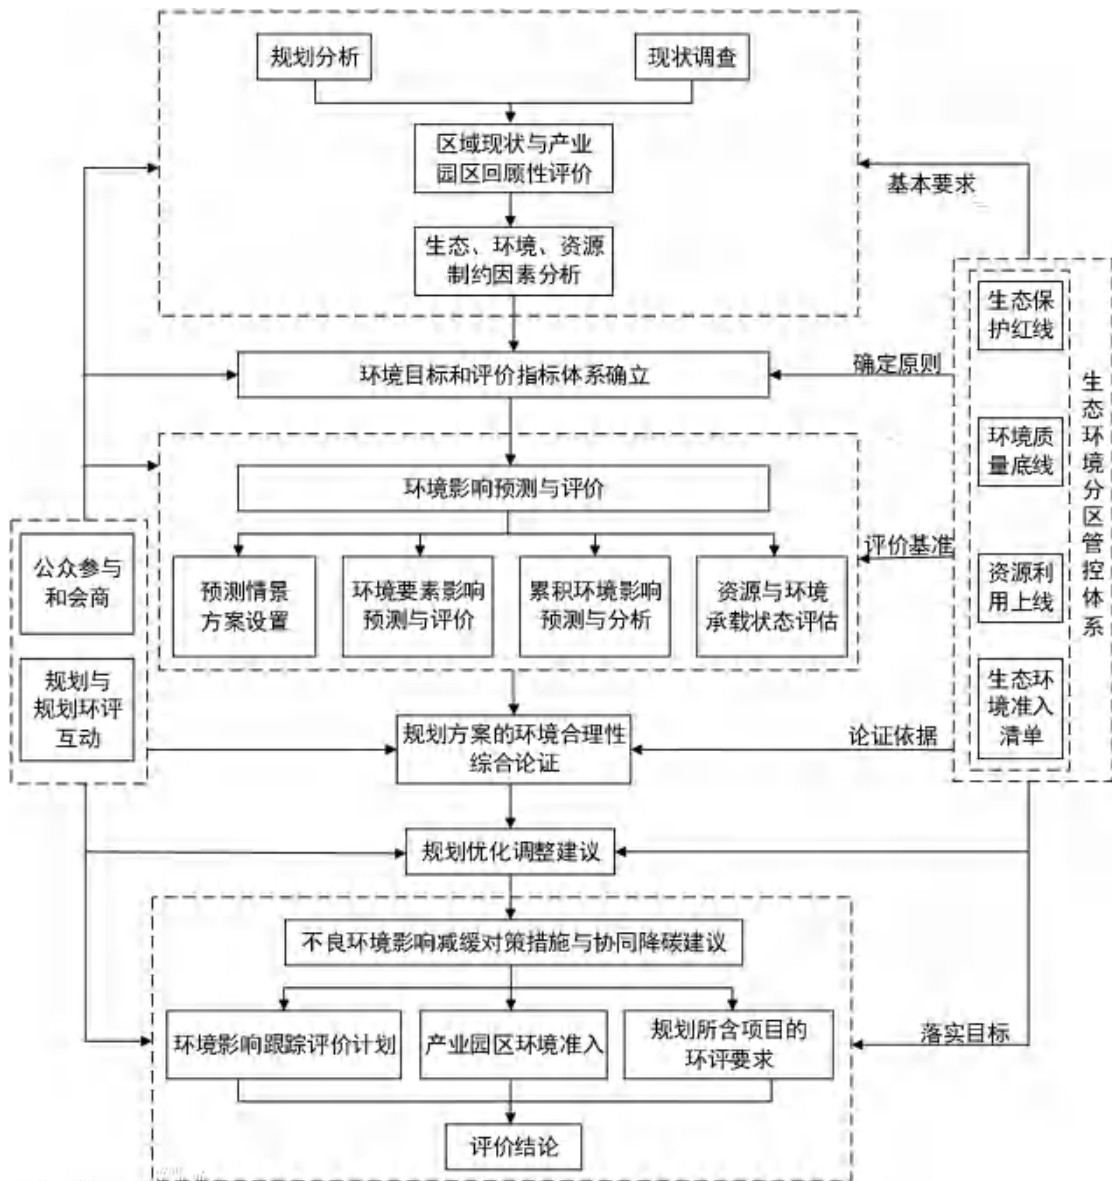 规划分析
现状调查
区域现状与产业
园区回顾性评价
基本要求
生态、环境、资源
制约因素分析
生态保
护红线
环境目标和评价指标体系确立
确定原则
生态环境分区管控体系
环境质
量底线
环境影响预测与评价
评价基准
公众参与
和会商
预测情景
方案设置
环境要素影响
预测与评价
累积环境影响
预测与分析
资源与环境
承载状态评估
资源利
用上线
规划与
规划环评
互动
生态环
境准入
清单
规划方案的环境合理性
综合论证
论证依据
规划优化调整建议
不良环境影响减缓对策措施与协同降碳建议
环境影响跟踪评价计划
产业园区环境准入
规划所含项目的
环评要求
落实目标
评价结论